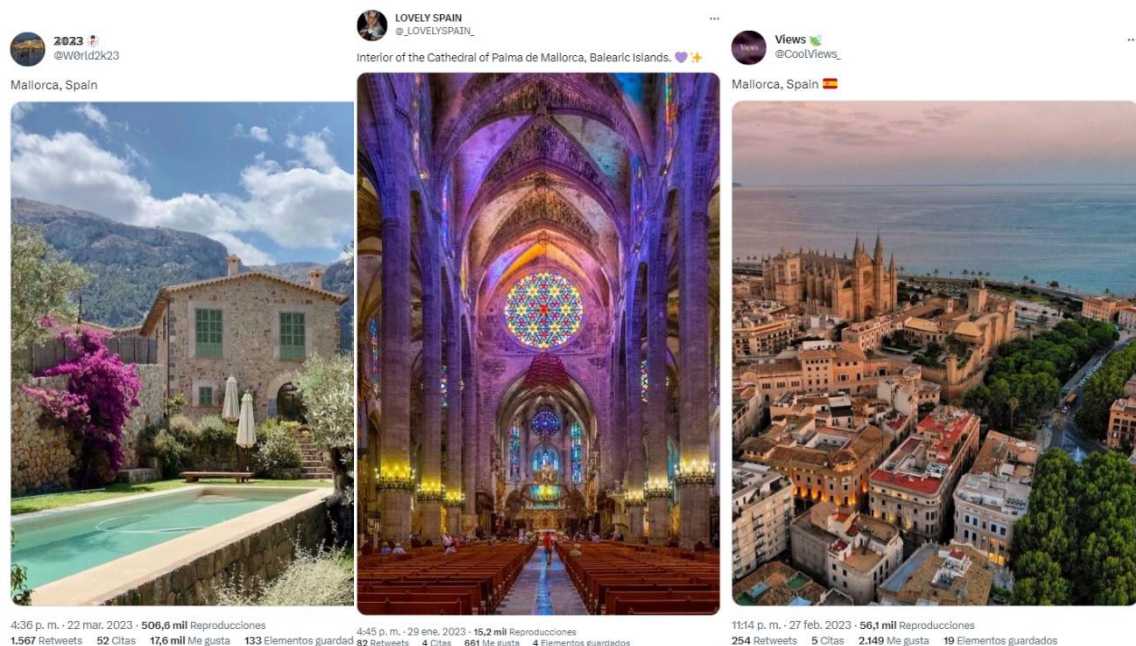 2023
@W0rld2k23
Mallorca, Spain
4:36 p. m. · 22 mar. 2023 · 506,6 mil Reproducciones
1.567 Retweets 52 Citas 17,6 mil Me gusta 133 Elementos guardad
LOVELY SPAIN
@_LOVELYSPAIN_
Interior of the Cathedral of Palma de Mallorca, Balearic Islands. 💜✨
4:45 p. m. · 29 ene. 2023 · 15,2 mil Reproducciones
82 Retweets 4 Citas 661 Me gusta 4 Elementos guardados
Views
Views 🍃
@CoolViews_
Mallorca, Spain 🇪🇸
11:14 p. m. · 27 feb. 2023 · 56,1 mil Reproducciones
254 Retweets 5 Citas 2.149 Me gusta 19 Elementos guardados